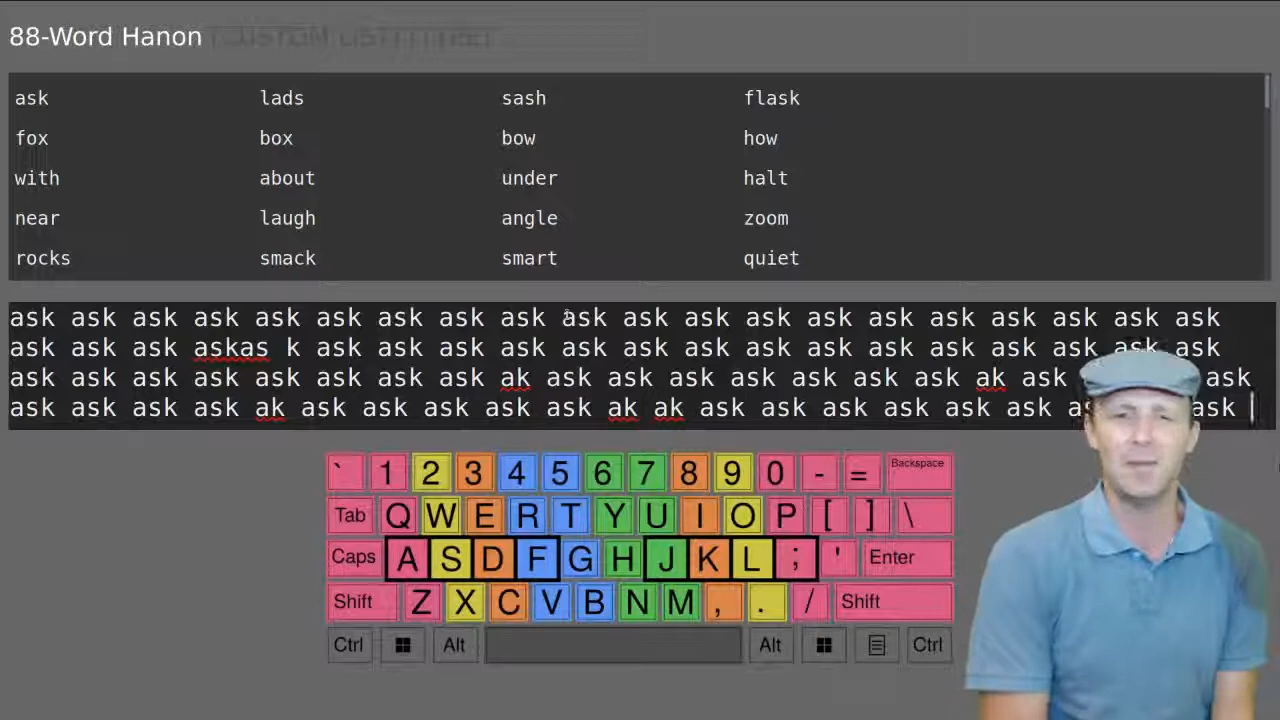 88-Word Hanon
ask lads sash flask
fox box bow how
with about under halt
near laugh angle zoom
rocks smack smart quiet
ask ask ask ask ask ask ask ask ask ask ask ask ask ask ask ask ask ask ask ask
ask ask ask askas k ask ask ask ask ask ask ask ask ask ask ask ask ask ask ask
ask ask ask ask ask ask ask ask ak ask ask ask ask ask ask ask ak ask ask
ask ask ask ask ak ask ask ask ask ask ak ak ask ask ask ask ask ask ask
` 1 2 3 4 5 6 7 8 9 0 - = Backspace
Tab Q W E R T Y U I O P [ ] \
Caps A S D F G H J K L ; ' Enter
Shift Z X C V B N M , . / Shift
Ctrl Alt Alt Ctrl